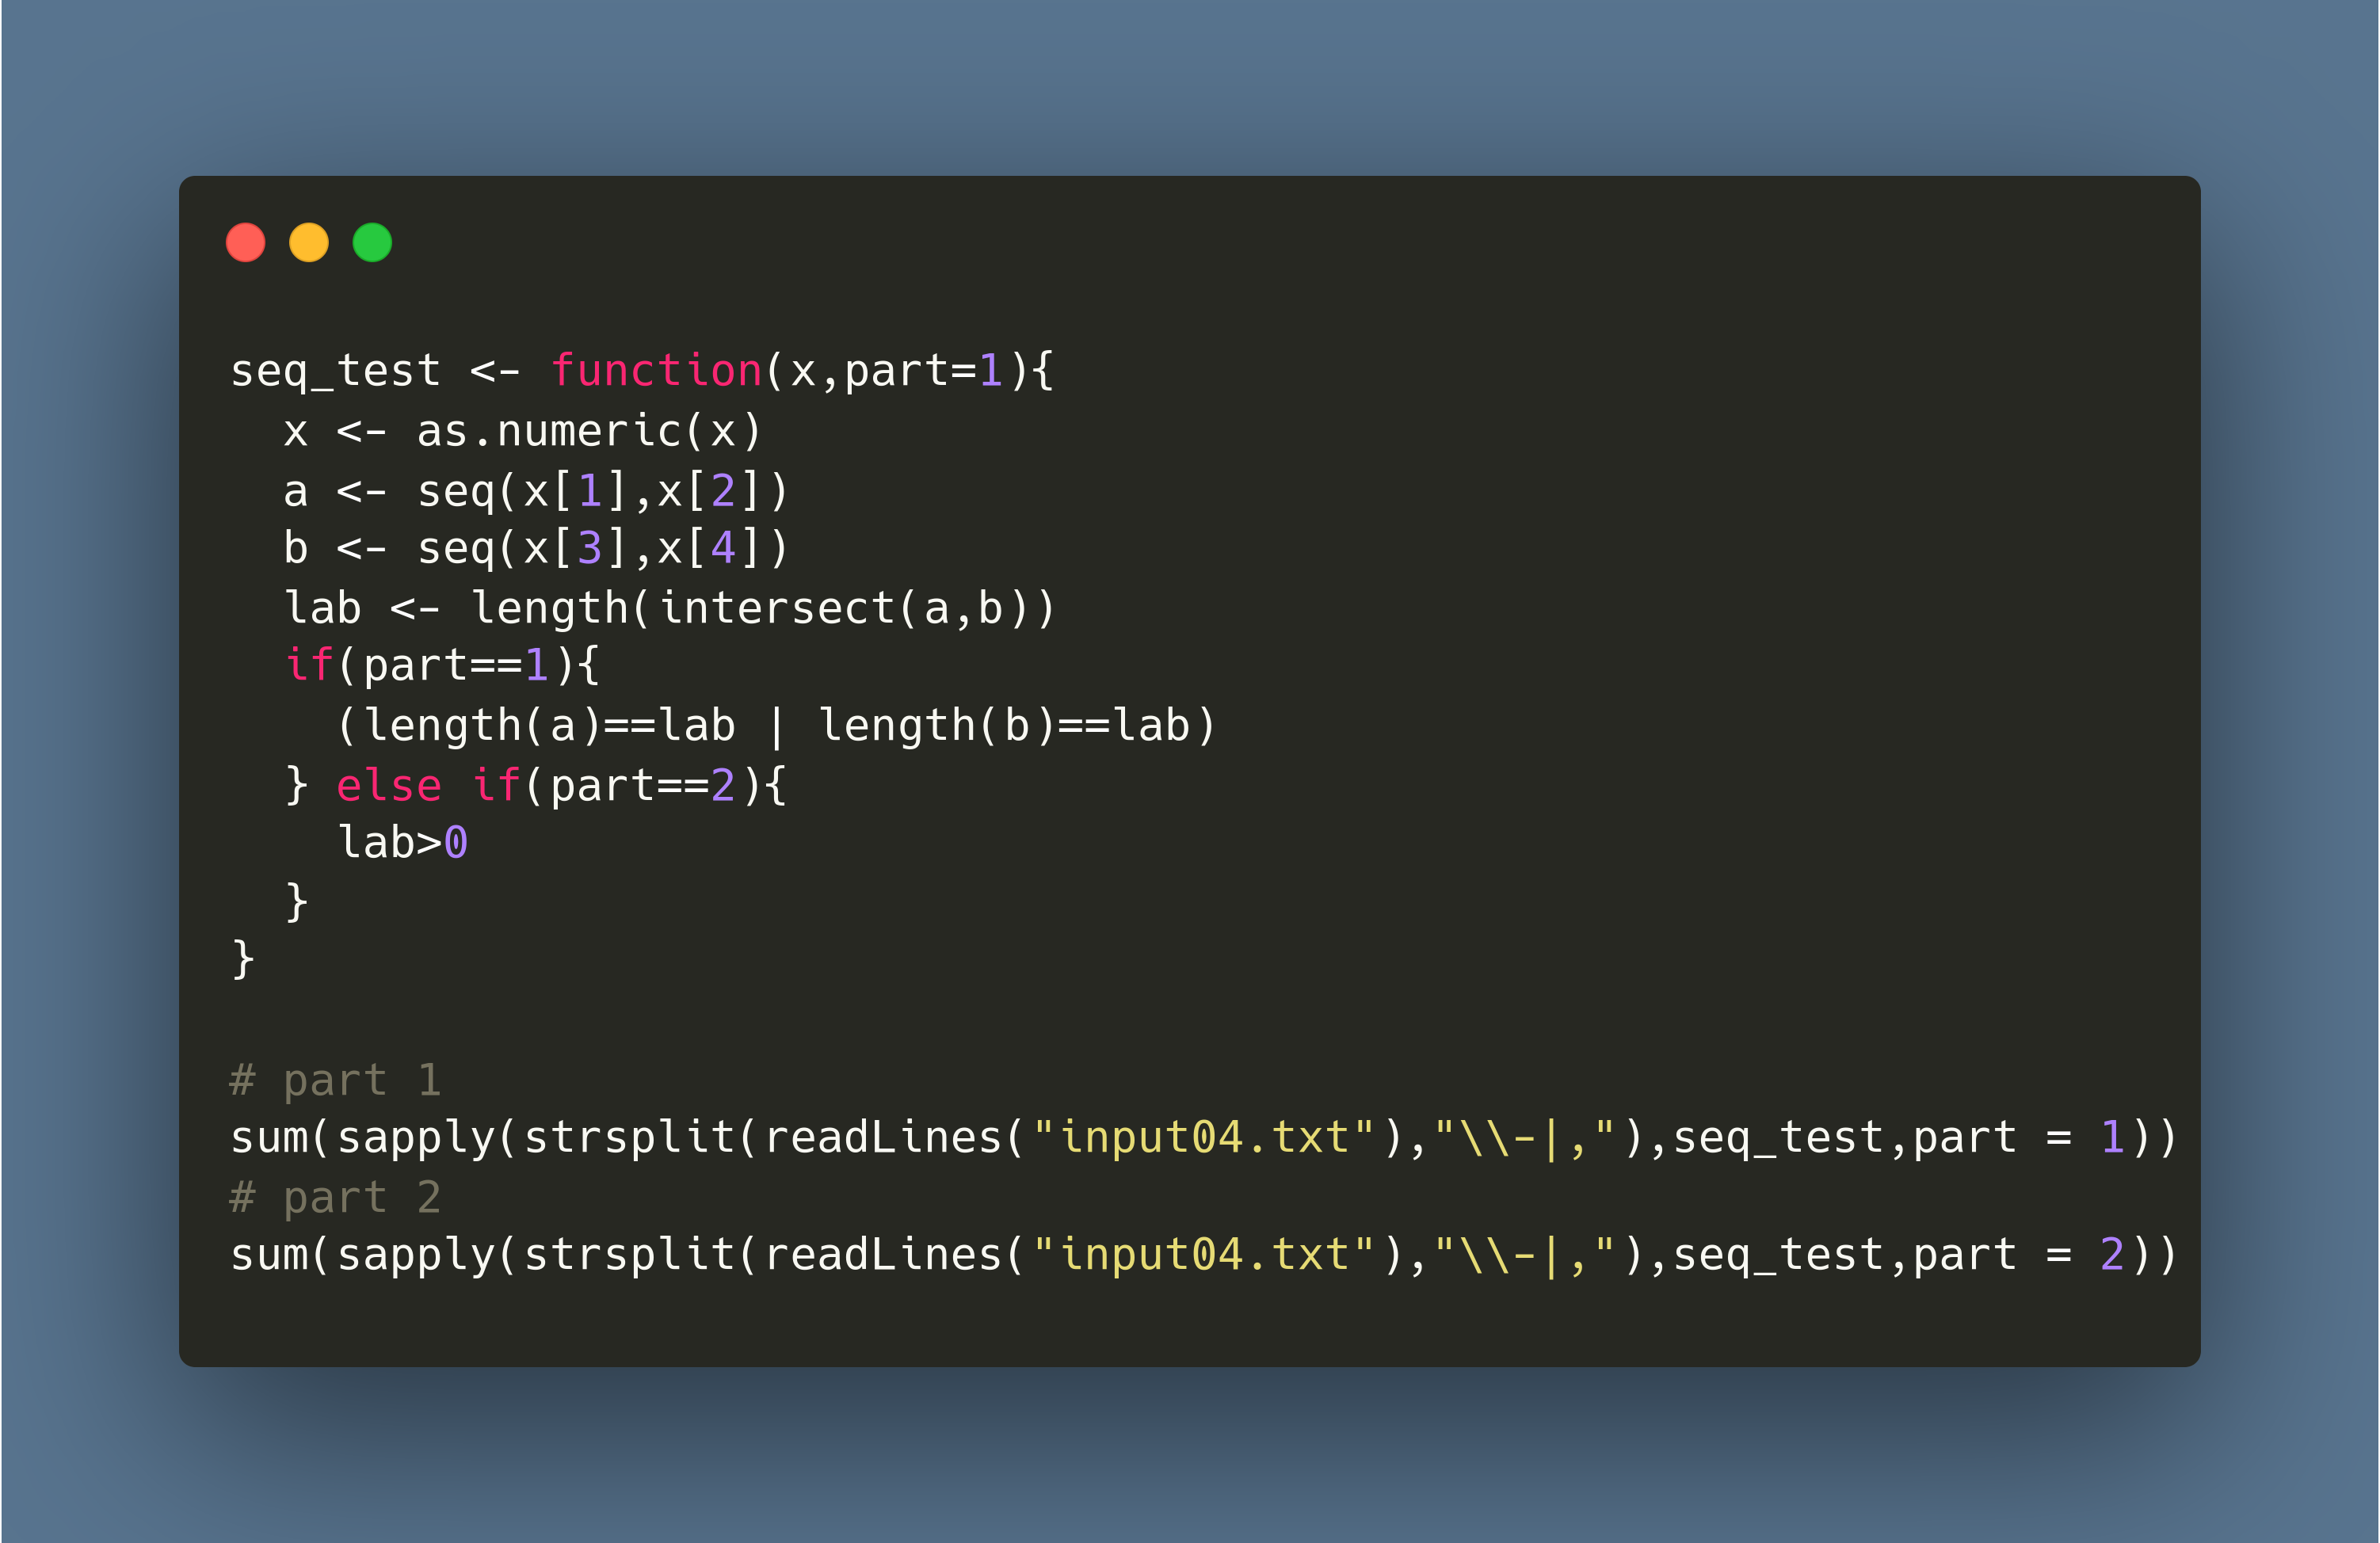 seq_test <- function(x,part=1){
  x <- as.numeric(x)
  a <- seq(x[1],x[2])
  b <- seq(x[3],x[4])
  lab <- length(intersect(a,b))
  if(part==1){
    (length(a)==lab | length(b)==lab)
  } else if(part==2){
    lab>0
  }
}

# part 1
sum(sapply(strsplit(readLines("input04.txt"),"\\-|,"),seq_test,part = 1))
# part 2
sum(sapply(strsplit(readLines("input04.txt"),"\\-|,"),seq_test,part = 2))